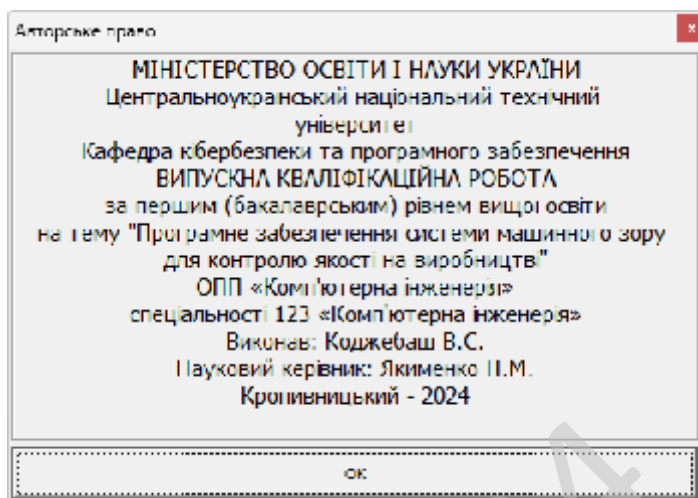 Авторське право
МІНІСТЕРСТВО ОСВІТИ І НАУКИ УКРАЇНИ
Центральноукраїнський національний технічний
університет
Кафедра кібербезпеки та програмного забезпечення
ВИПУСКНА КВАЛІФІКАЦІЙНА РОБОТА
за першим (бакалаврським) рівнем вищої освіти
на тему "Програмне забезпечення системи машинного зору
для контролю якості на виробництві"
ОПП «Комп'ютерна інженерія»
спеціальності 123 «Комп'ютерна інженерія»
Виконав: Коджебаш В.С.
Науковий керівник: Якименко Н.М.
Кропивницький - 2024
ОК